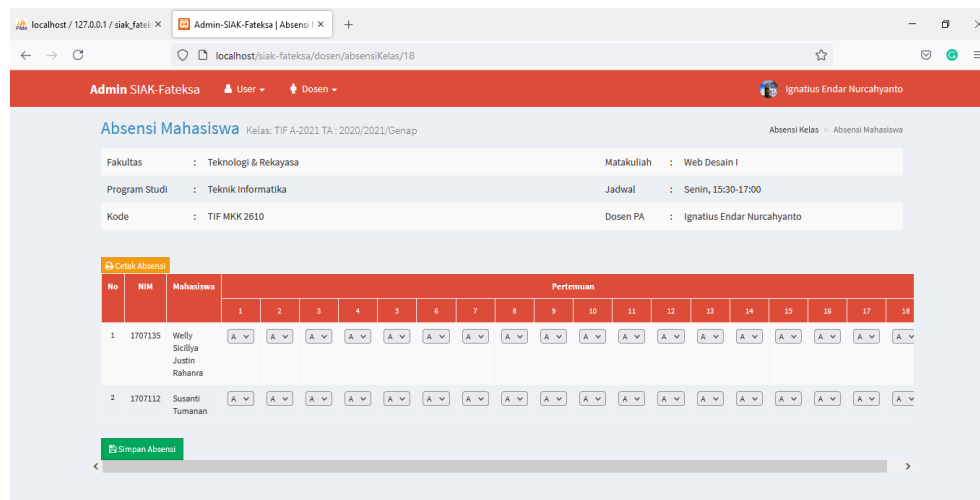 localhost / 127.0.0.1 / siak_fatek
Admin-SIAK-Fateksa | Absensi
localhost/siak-fateksa/dosen/absensiKelas/18
Admin SIAK-Fateksa User Dosen Ignatius Endar Nurcahyanto
Absensi Mahasiswa Kelas: TIF A-2021 TA : 2020/2021/Genap Absensi Kelas > Absensi Mahasiswa
Fakultas : Teknologi & Rekayasa Matakuliah : Web Desain I
Program Studi : Teknik Informatika Jadwal : Senin, 15:30-17:00
Kode : TIF MKK 2610 Dosen PA : Ignatius Endar Nurcahyanto
Cetak Absensi
No NIM Mahasiswa Pertemuan
1 2 3 4 5 6 7 8 9 10 11 12 13 14 15 16 17 18
1 1707135 Welly A A A A A A A A A A A A A A A A A A
Sicillya
Justin
Rahanra
2 1707112 Susanti A A A A A A A A A A A A A A A A A A
Tumanan
Simpan Absensi